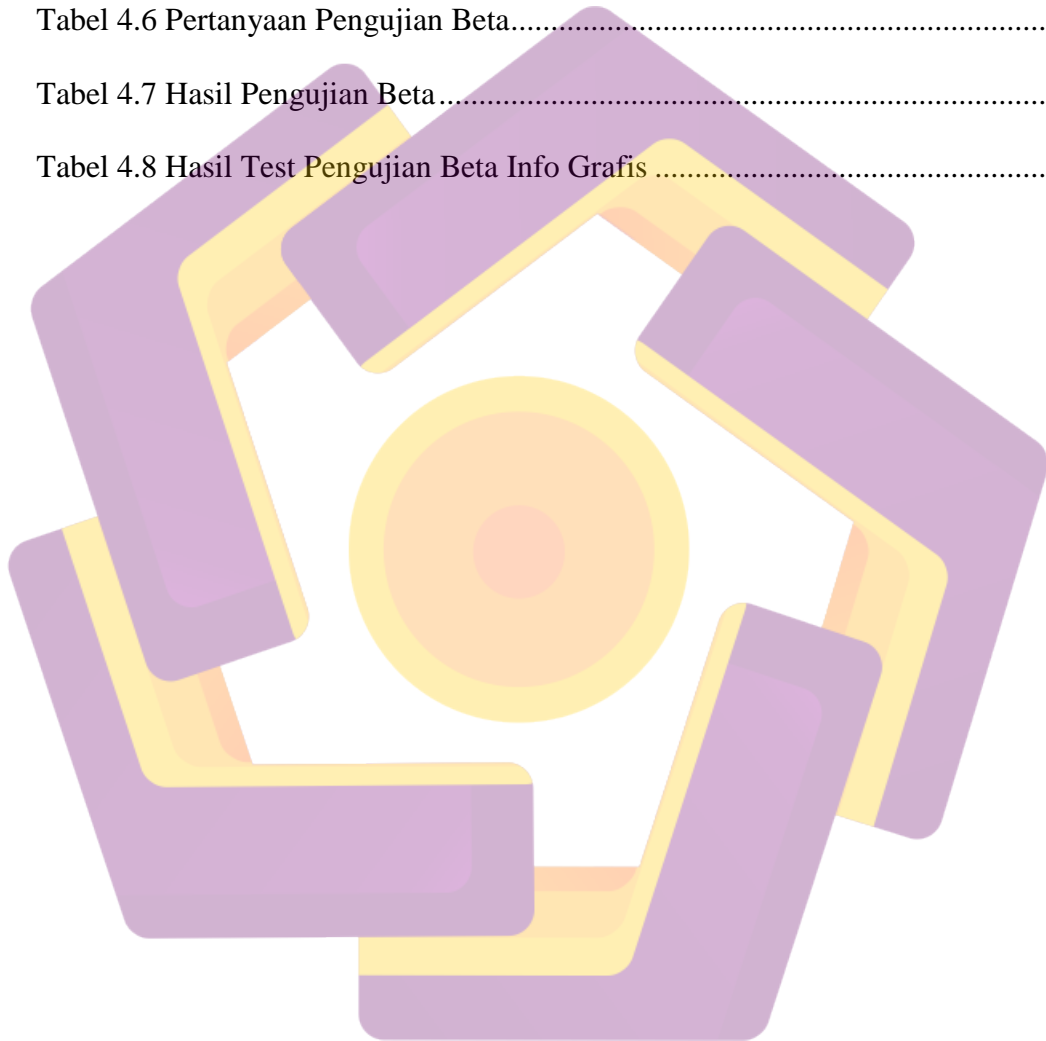 Tabel 4.6 Pertanyaan Pengujian Beta....................................................................
Tabel 4.7 Hasil Pengujian Beta.............................................................................
Tabel 4.8 Hasil Test Pengujian Beta Info Grafis .................................................